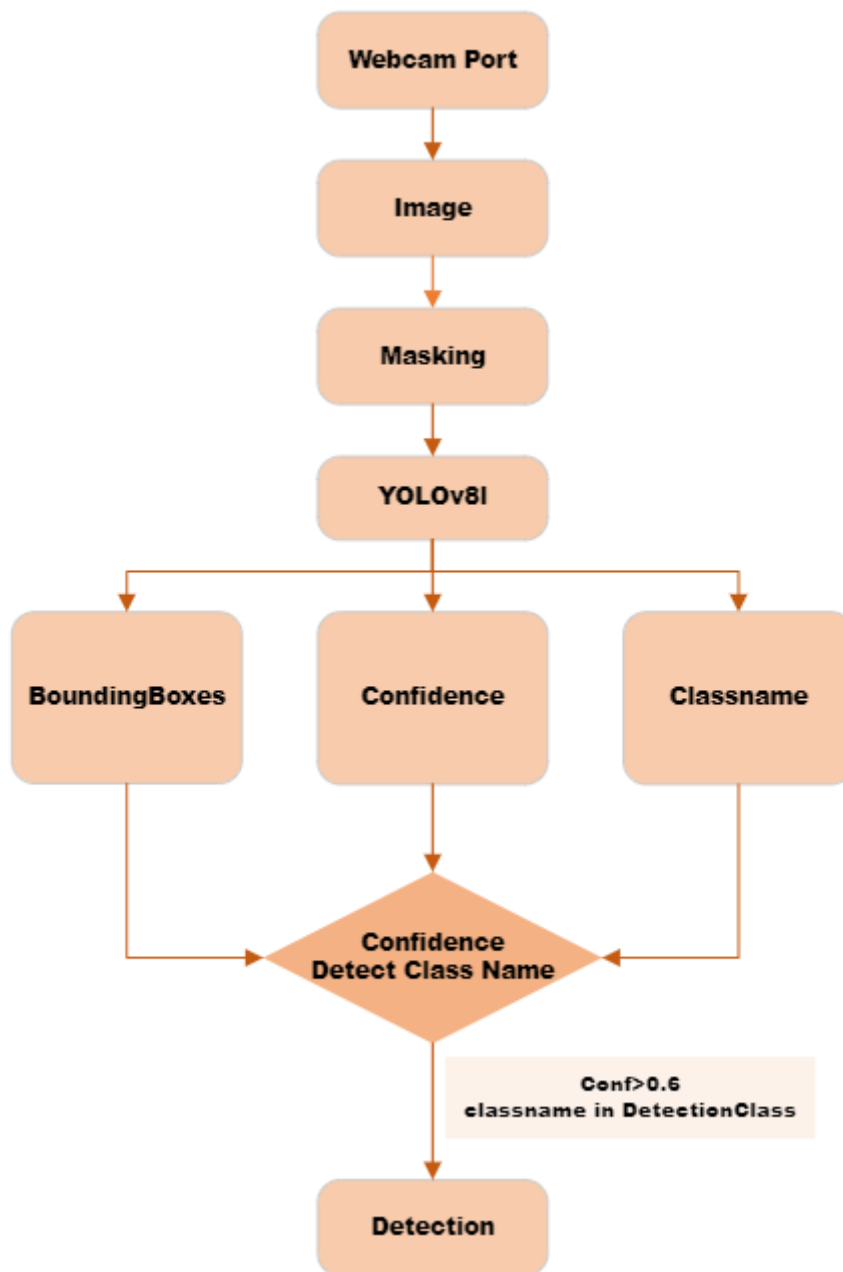 Webcam Port
Image
Masking
YOLOv8l
BoundingBoxes
Confidence
Classname
Confidence
Detect Class Name
Conf>0.6
classname in DetectionClass
Detection